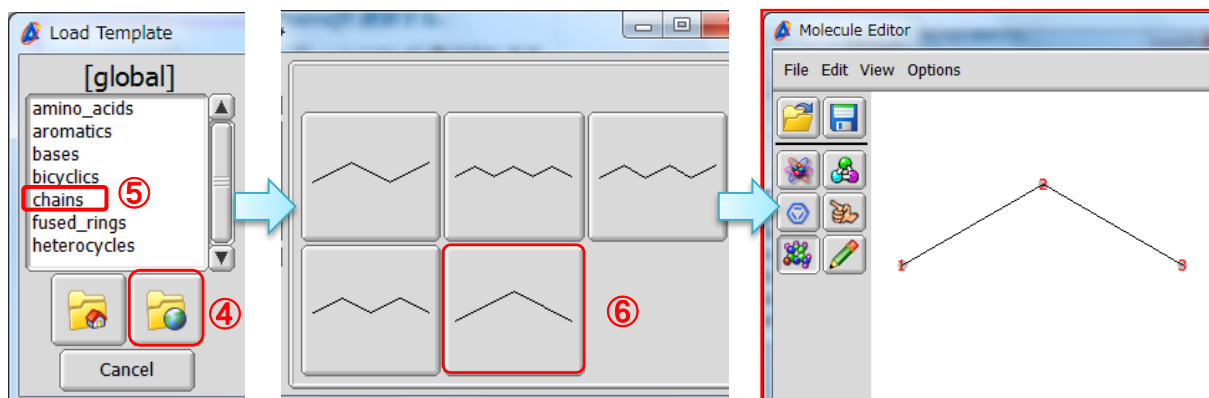 Load Template
[global]
amino_acids
aromatics
bases
bicyclics
chains
⑤
fused_rings
heterocycles
④
Cancel
⑥
Molecule Editor
File Edit View Options
2
1
3